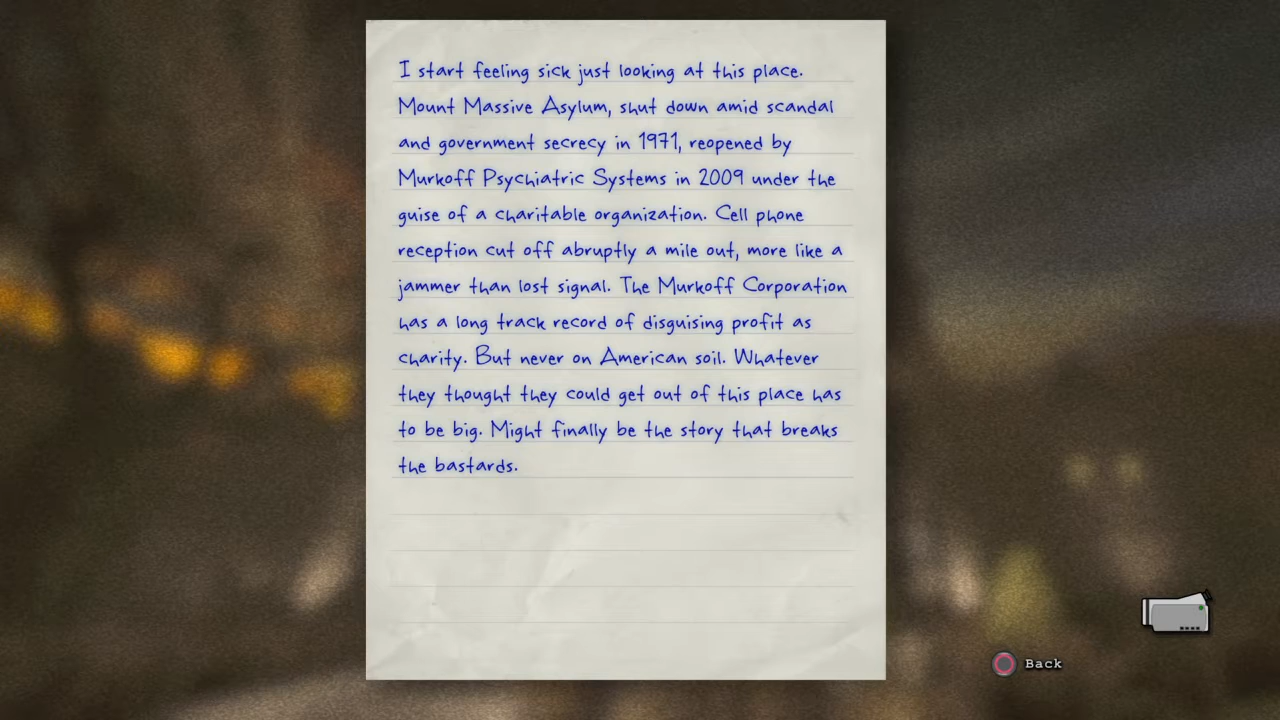 I start feeling sick just looking at this place.
Mount Massive Asylum, shut down amid scandal
and government secrecy in 1971, reopened by
Murkoff Psychiatric Systems in 2009 under the
guise of a charitable organization. Cell phone
reception cut off abruptly a mile out, more like a
jammer than lost signal. The Murkoff Corporation
has a long track record of disguising profit as
charity. But never on American soil. Whatever
they thought they could get out of this place has
to be big. Might finally be the story that breaks
the bastards.
Back